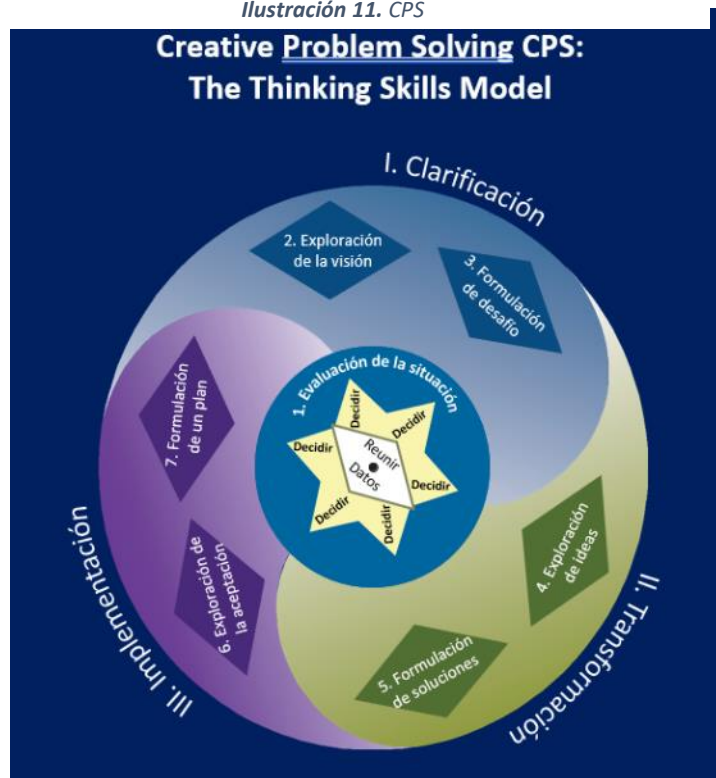 Ilustración 11. CPS
Creative Problem Solving CPS:
The Thinking Skills Model
I. Clarificación
2. Exploración
de la visión
3. Formulación
de desafío
1. Evaluación de la situación
Decidir
Decidir
Decidir
Reunir
Datos
Decidir
Decidir
Decidir
7. Formulación
de un plan
4. Exploración
de ideas
6. Exploración de
la aceptación
5. Formulación
de soluciones
II. Transformación
III. Implementación